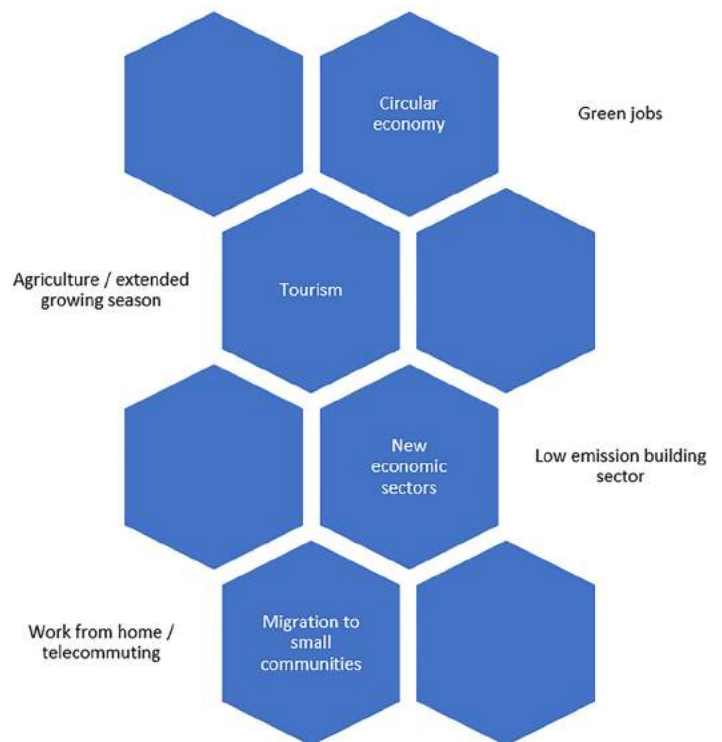 Circular
economy
Green jobs
Agriculture / extended
growing season
Tourism
New
economic
sectors
Low emission building
sector
Work from home /
telecommuting
Migration to
small
communities